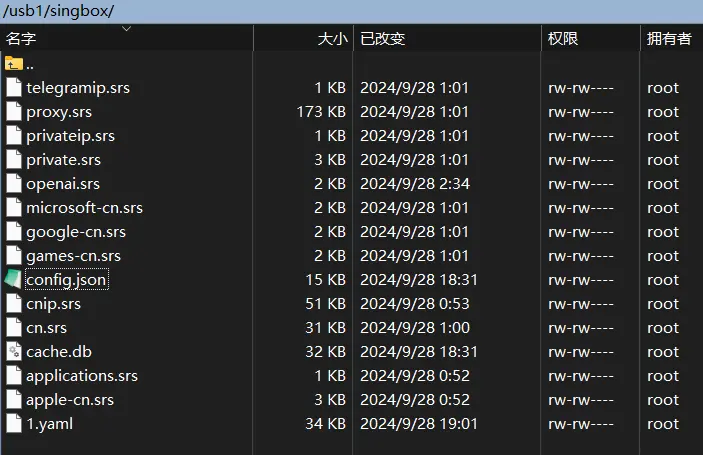 /usb1/singbox/
名字 大小 已改变 权限 拥有者
..
telegramip.srs 1 KB 2024/9/28 1:01 rw-rw---- root
proxy.srs 173 KB 2024/9/28 1:01 rw-rw---- root
privateip.srs 1 KB 2024/9/28 1:01 rw-rw---- root
private.srs 3 KB 2024/9/28 1:01 rw-rw---- root
openai.srs 2 KB 2024/9/28 2:34 rw-rw---- root
microsoft-cn.srs 2 KB 2024/9/28 1:01 rw-rw---- root
google-cn.srs 2 KB 2024/9/28 1:01 rw-rw---- root
games-cn.srs 2 KB 2024/9/28 1:01 rw-rw---- root
config.json 15 KB 2024/9/28 18:31 rw-rw---- root
cnip.srs 51 KB 2024/9/28 0:53 rw-rw---- root
cn.srs 31 KB 2024/9/28 1:00 rw-rw---- root
cache.db 32 KB 2024/9/28 18:31 rw-rw---- root
applications.srs 1 KB 2024/9/28 0:52 rw-rw---- root
apple-cn.srs 3 KB 2024/9/28 0:52 rw-rw---- root
1.yaml 34 KB 2024/9/28 19:01 rw-rw---- root